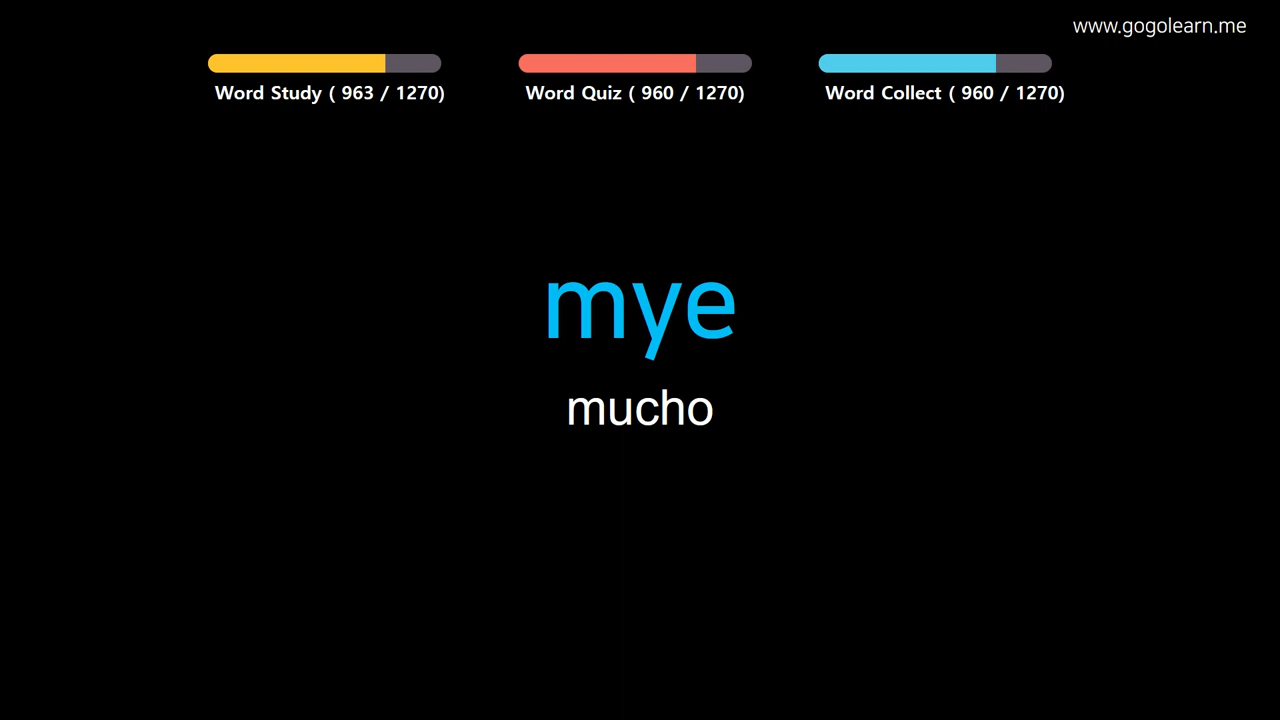 www.gogolearn.me
Word Study ( 963 / 1270)
Word Quiz ( 960 / 1270)
Word Collect ( 960 / 1270)
mye
mucho